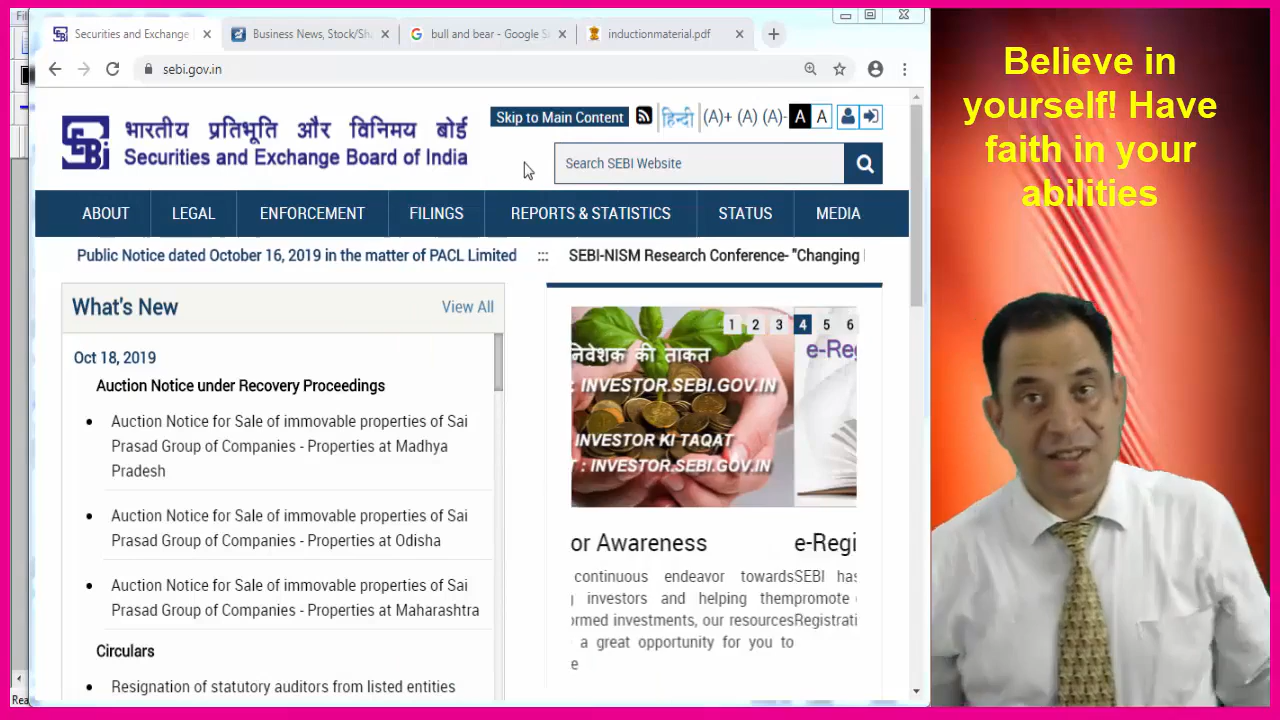 Fil
Securities and Exchange
Business News, Stock/Sh
bull and bear - Google S
inductionmaterial.pdf
sebi.gov.in
Skip to Main Content
हिन्दी
(A)+ (A) (A)-
A
A
भारतीय प्रतिभूति और विनिमय बोर्ड
Securities and Exchange Board of India
Search SEBI Website
ABOUT
LEGAL
ENFORCEMENT
FILINGS
REPORTS & STATISTICS
STATUS
MEDIA
Public Notice dated October 16, 2019 in the matter of PACL Limited ::: SEBI-NISM Research Conference- "Changing
What's New
View All
Oct 18, 2019
Auction Notice under Recovery Proceedings
Auction Notice for Sale of immovable properties of Sai
Prasad Group of Companies - Properties at Madhya
Pradesh
Auction Notice for Sale of immovable properties of Sai
Prasad Group of Companies - Properties at Odisha
Auction Notice for Sale of immovable properties of Sai
Prasad Group of Companies - Properties at Maharashtra
Circulars
Resignation of statutory auditors from listed entities
1 2 3 4 5 6
निवेशक की ताकत
: INVESTOR.SEBI.GOV.IN
INVESTOR KI TAQAT
: INVESTOR.SEBI.GOV.IN
e-Reg
or Awareness
continuous endeavor towards
investors and helping them
ormed investments, our resources
a great opportunity for you to
e
e-Regi
SEBI has
promote
Registrati
Believe in
yourself! Have
faith in your
abilities
Rea